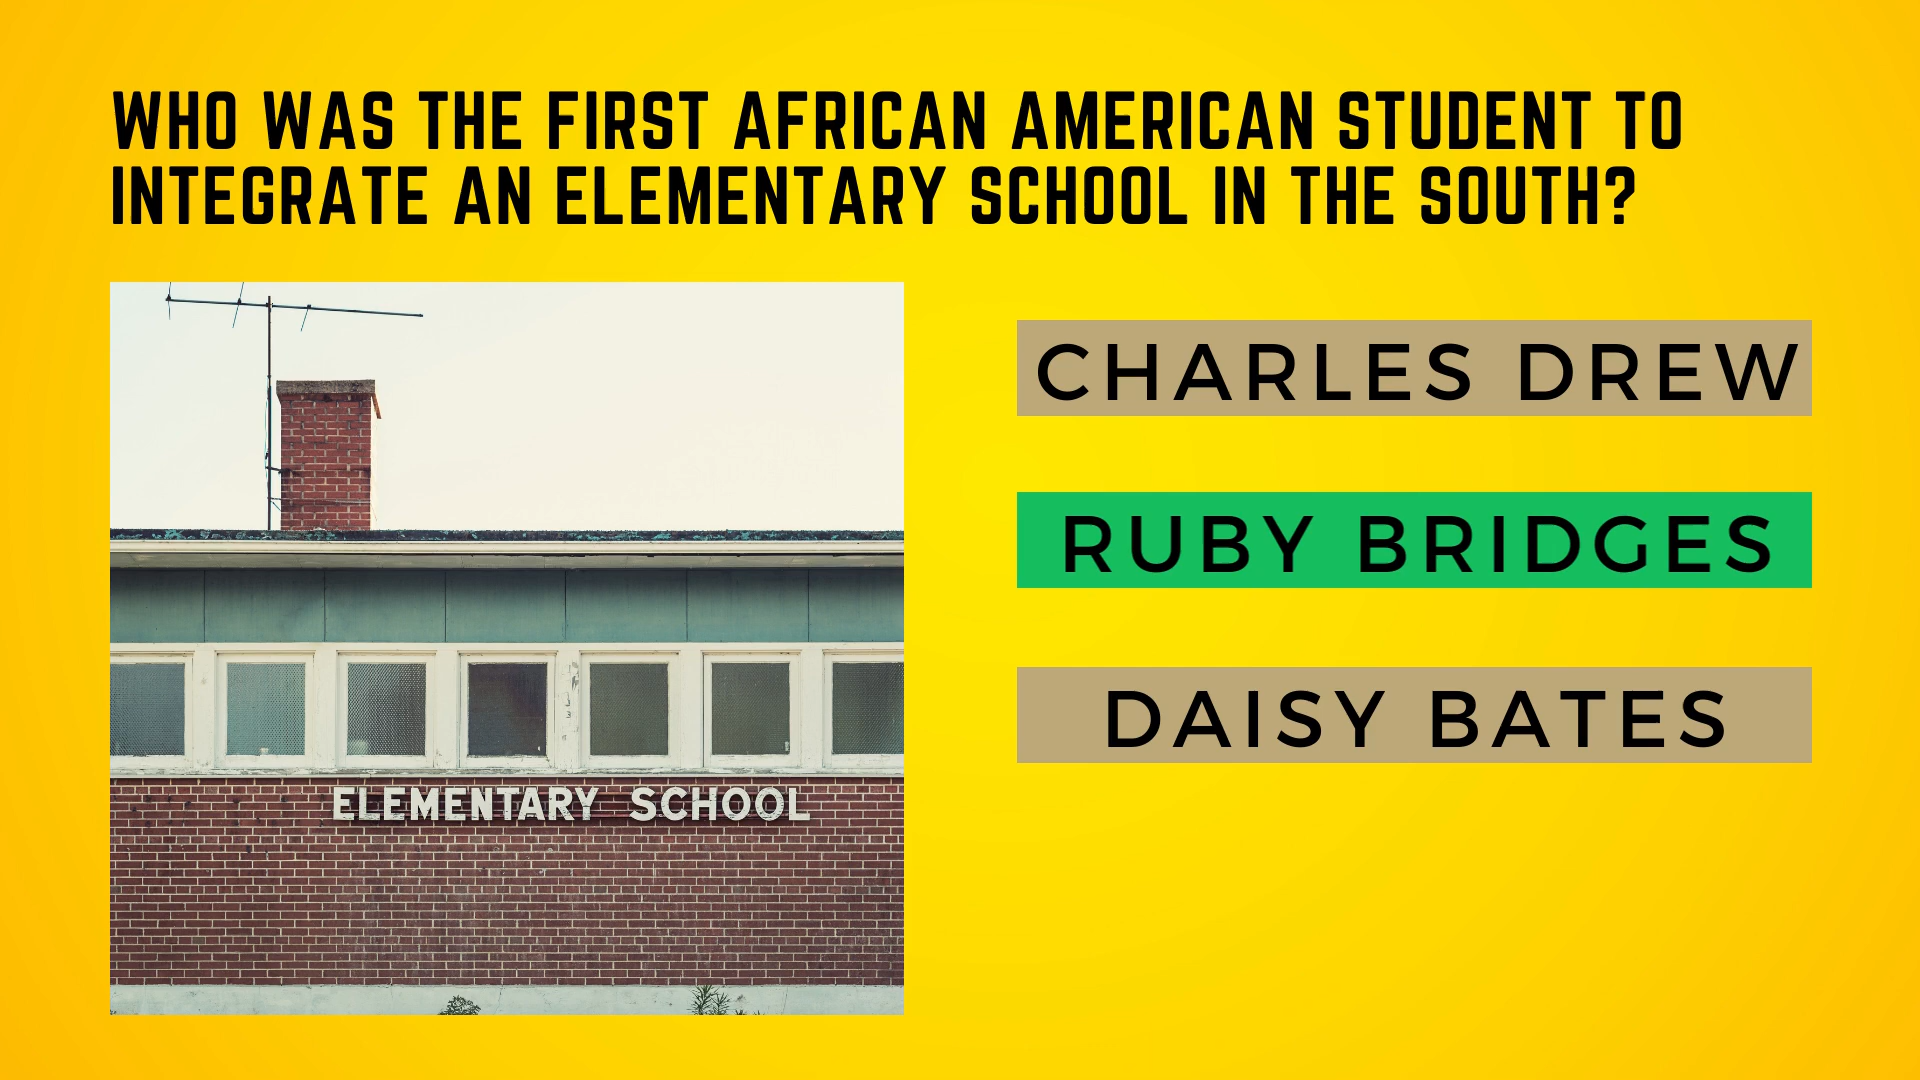 WHO WAS THE FIRST AFRICAN AMERICAN STUDENT TO
INTEGRATE AN ELEMENTARY SCHOOL IN THE SOUTH?
CHARLES DREW
RUBY BRIDGES
DAISY BATES
ELEMENTARY SCHOOL